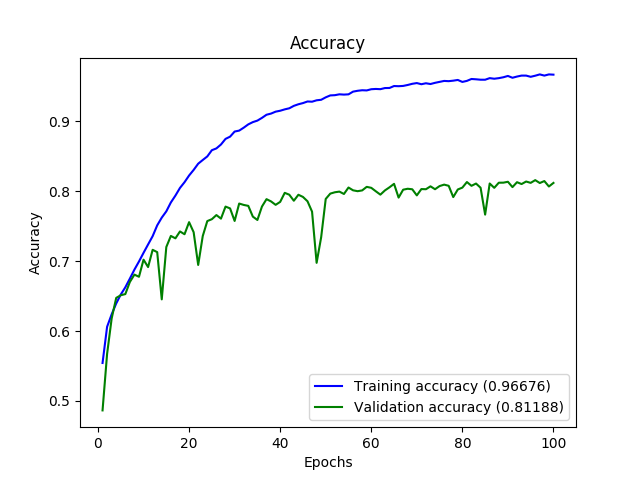 Accuracy
0.9
0.8
0.7
0.6
0.5
Accuracy
Training accuracy (0.96676)
Validation accuracy (0.81188)
0 20 40 60 80 100
Epochs